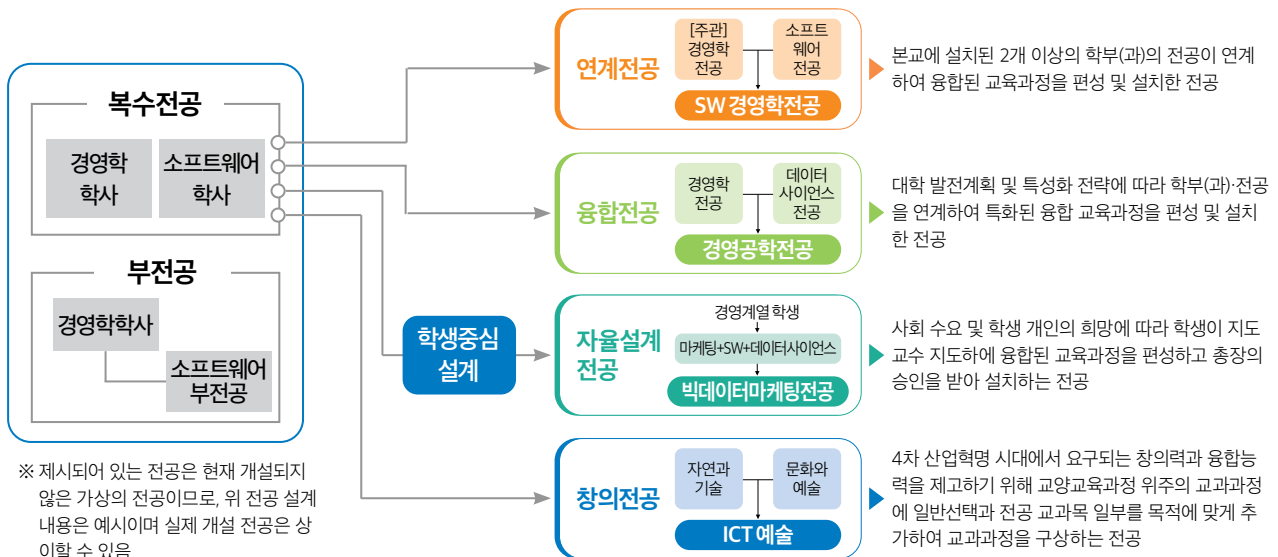 복수전공
경영학
학사
소프트웨어
학사
부전공
경영학학사
소프트웨어
부전공
※ 제시되어 있는 전공은 현재 개설되지
않은 가상의 전공이므로, 위 전공 설계
내용은 예시이며 실제 개설 전공은 상
이할 수 있음
학생중심
설계
연계전공
[주관]
경영학
전공
소프트
웨어
전공
SW 경영학전공
본교에 설치된 2개 이상의 학부(과)의 전공이 연계
하여 융합된 교육과정을 편성 및 설치한 전공
융합전공
경영학
전공
데이터
사이언스
전공
경영공학전공
대학 발전계획 및 특성화 전략에 따라 학부(과)·전공
을 연계하여 특화된 융합 교육과정을 편성 및 설치
한 전공
자율설계
전공
경영계열 학생
마케팅+SW+데이터사이언스
빅데이터마케팅전공
사회 수요 및 학생 개인의 희망에 따라 학생이 지도
교수 지도하에 융합된 교육과정을 편성하고 총장의
승인을 받아 설치하는 전공
창의전공
자연과
기술
문화와
예술
ICT 예술
4차 산업혁명 시대에서 요구되는 창의력과 융합능
력을 제고하기 위해 교양교육과정 위주의 교과과정
에 일반선택과 전공 교과목 일부를 목적에 맞게 추
가하여 교과과정을 구상하는 전공